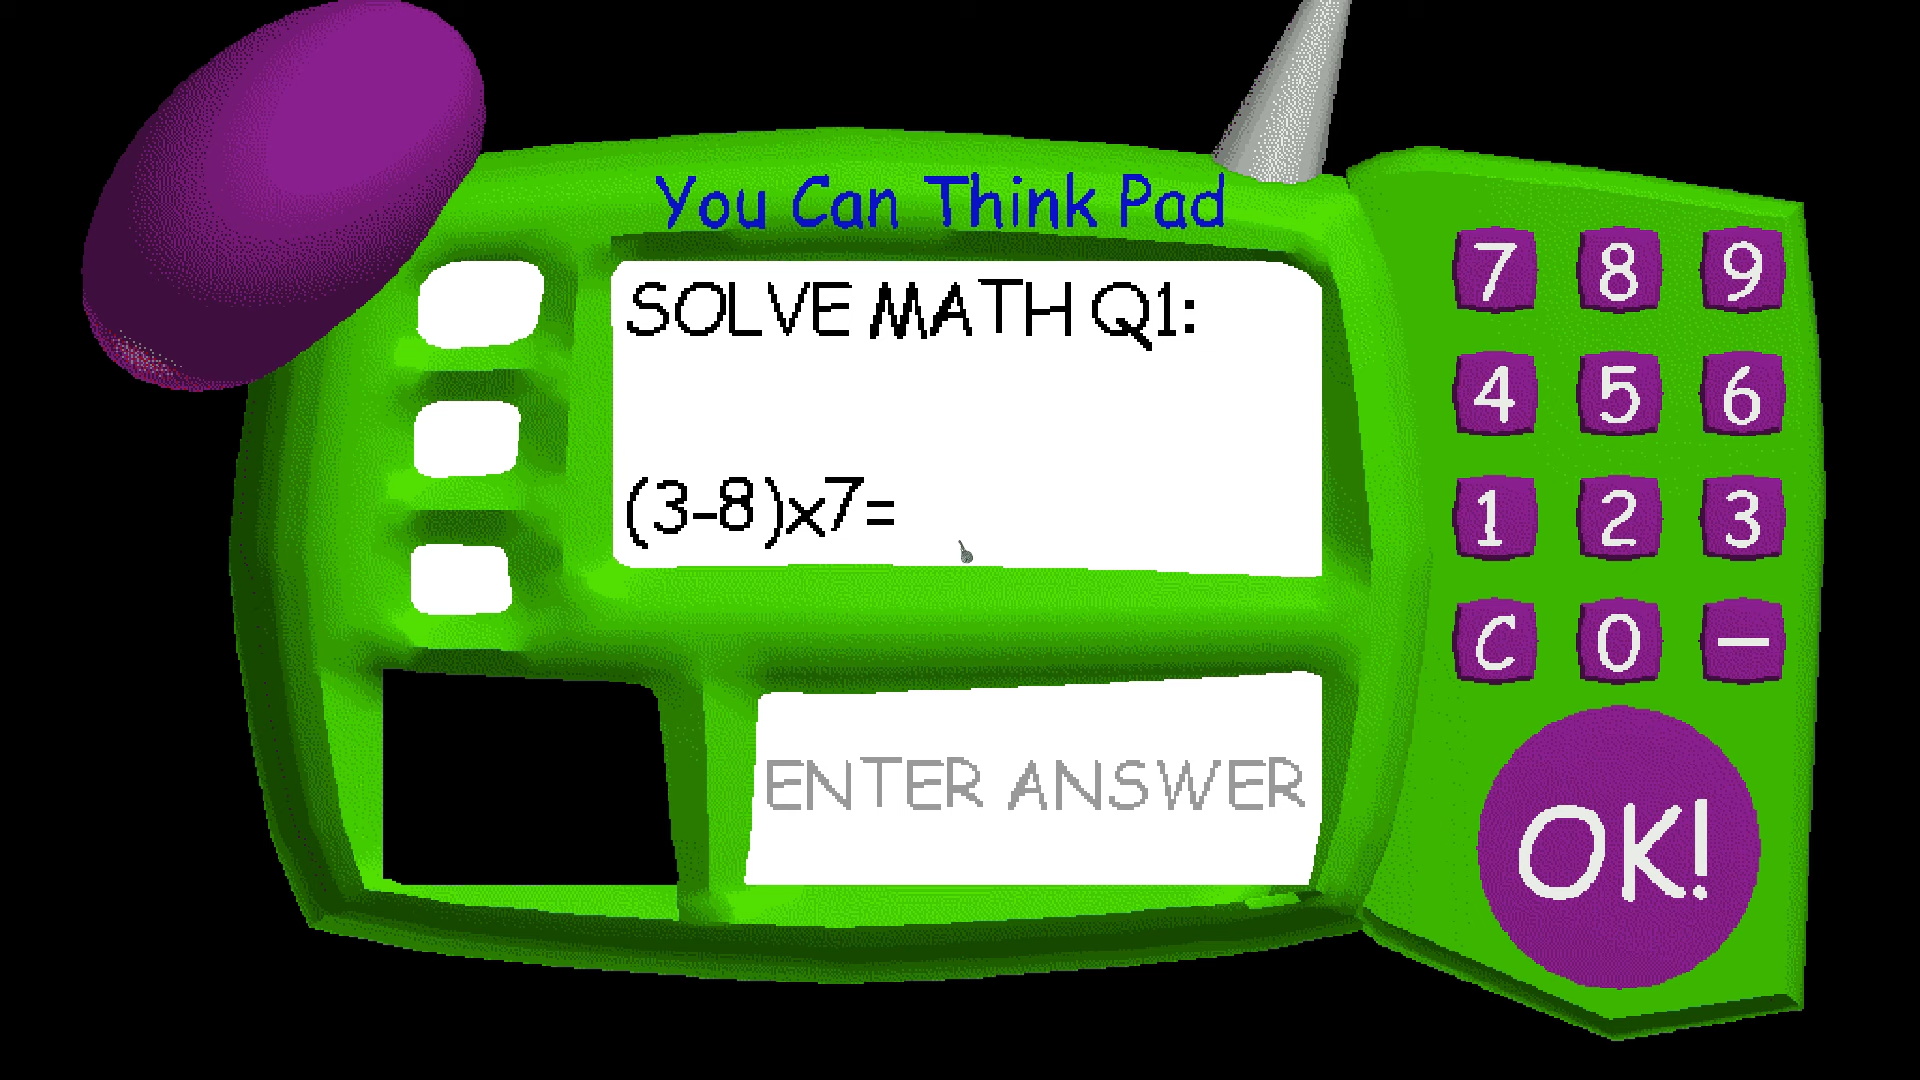 You Can Think Pad
SOLVE MATH Q1:
(3-8)x7=
ENTER ANSWER
7 8 9
4 5 6
1 2 3
C 0 −
OK!